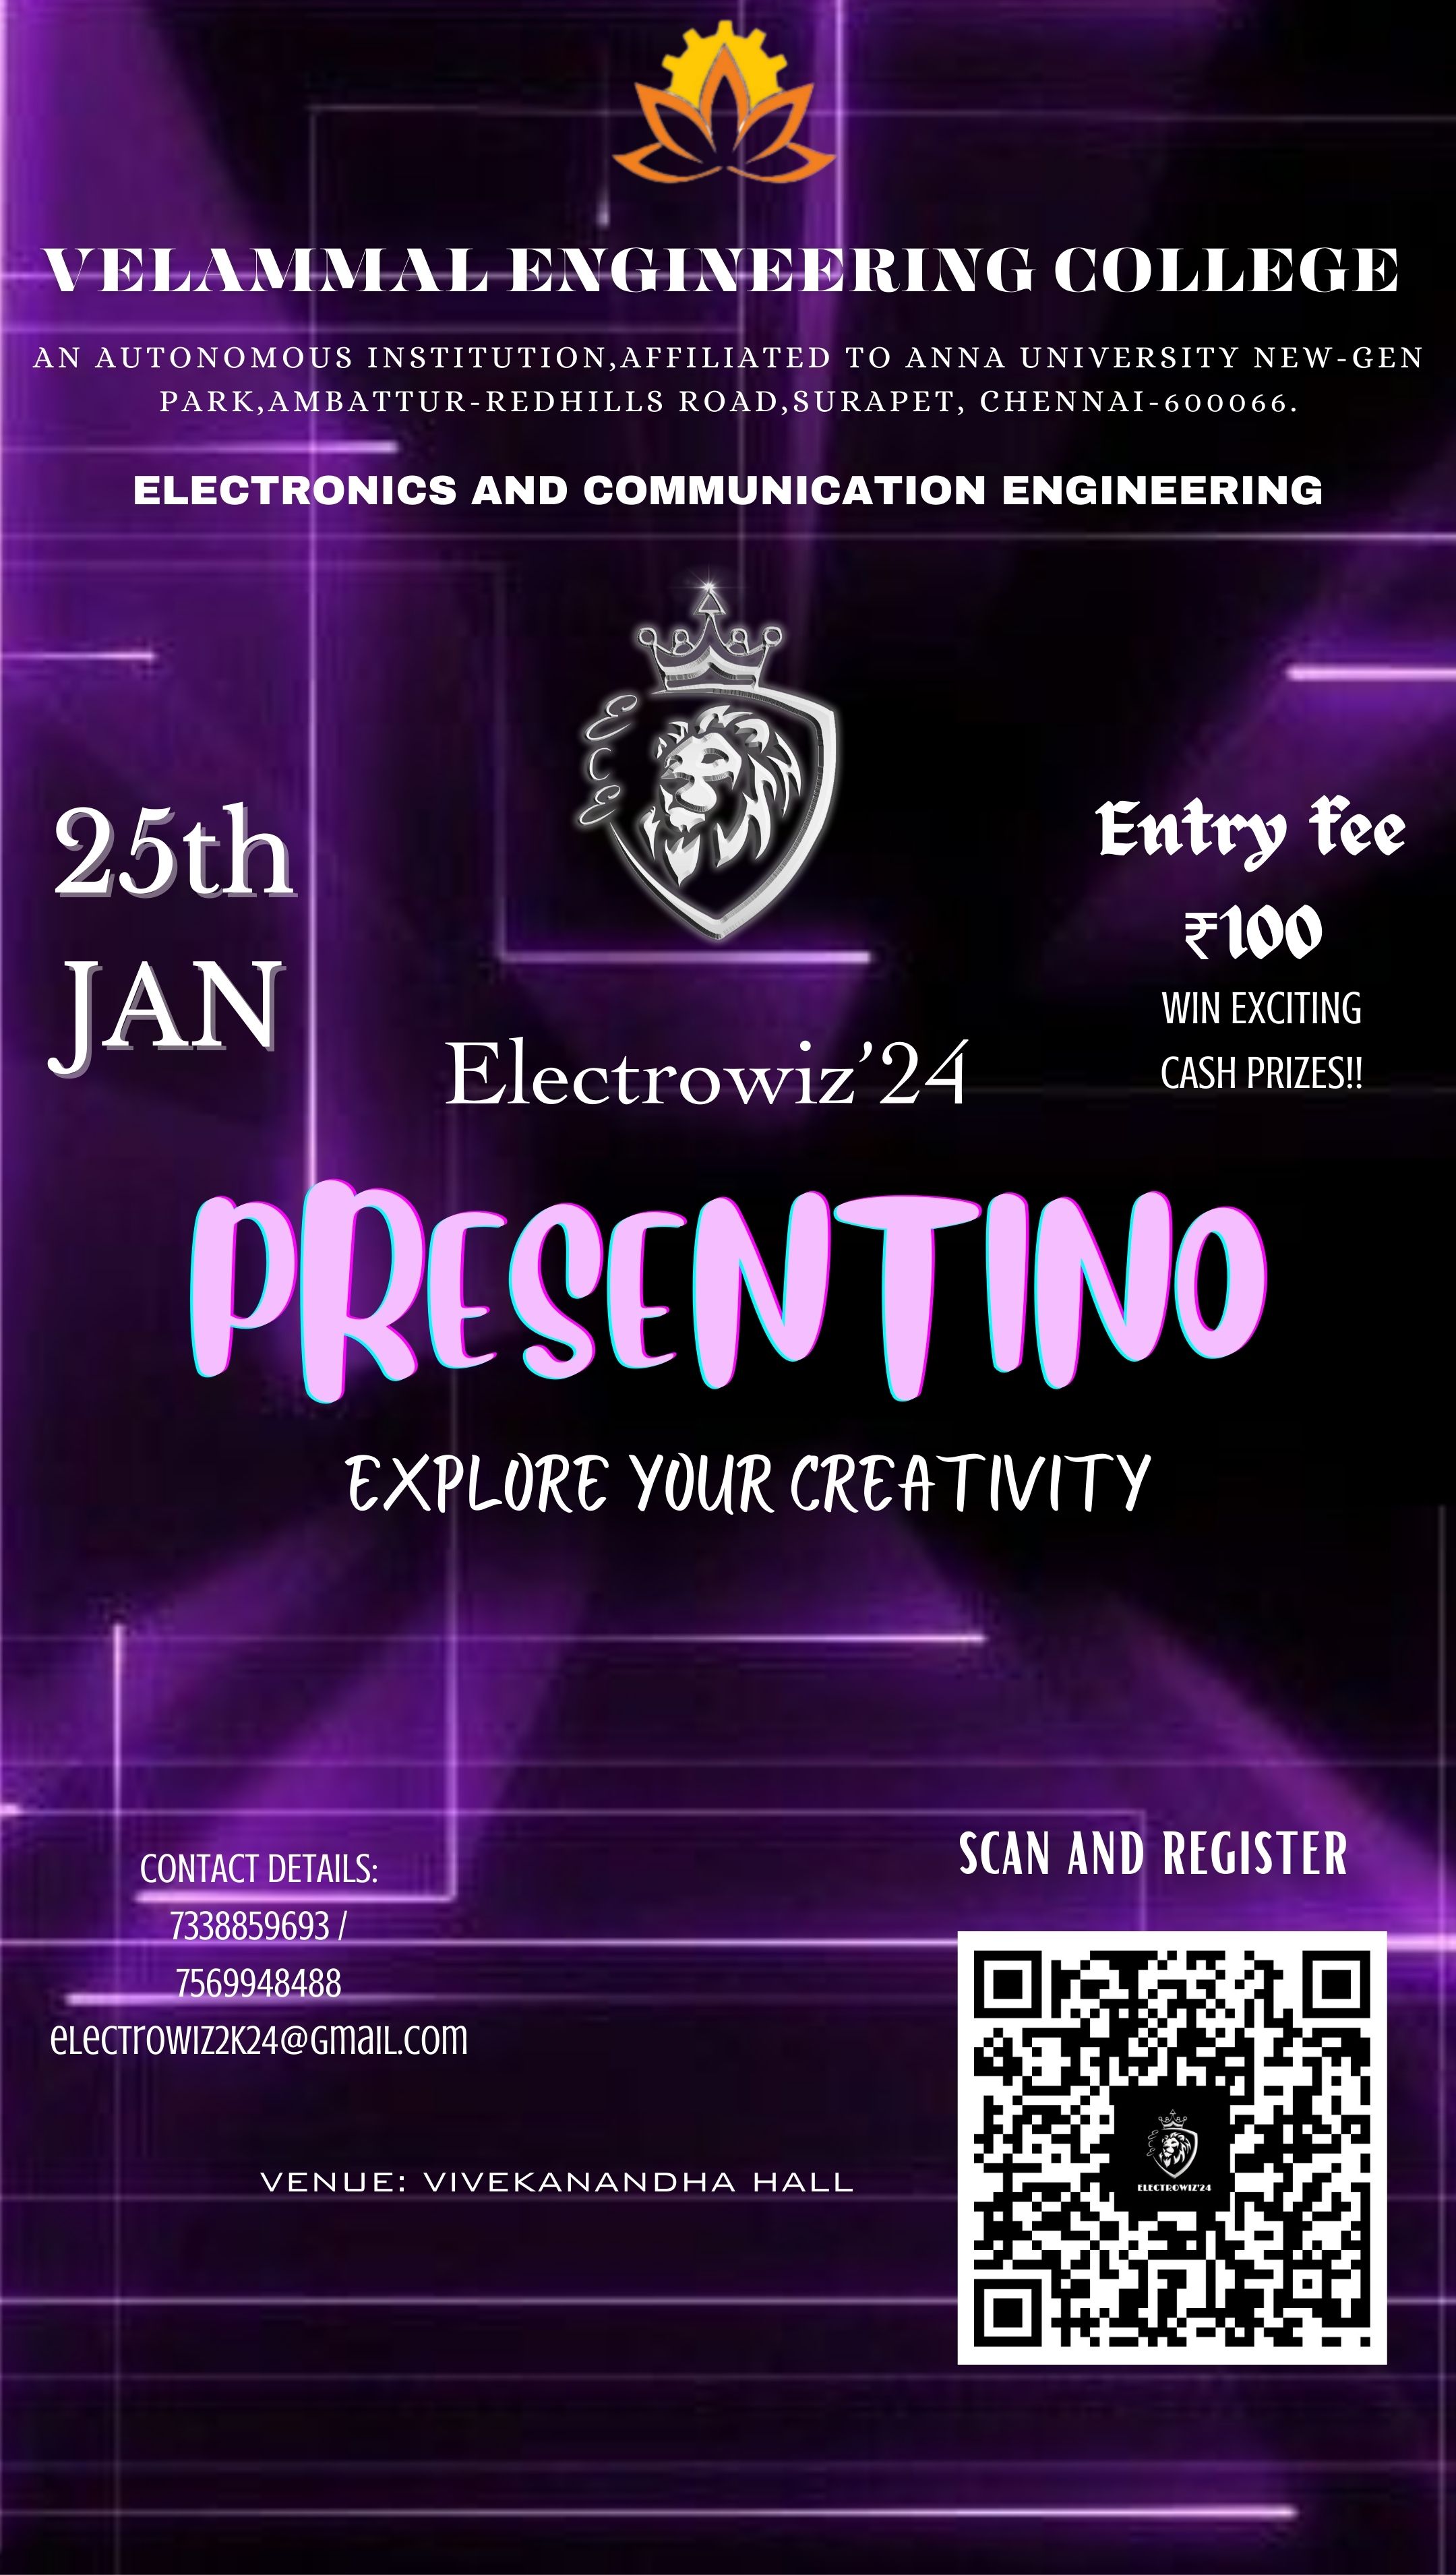 VELAMMAL ENGINEERING COLLEGE
AN AUTONOMOUS INSTITUTION,AFFILIATED TO ANNA UNIVERSITY NEW-GEN
PARK,AMBATTUR-REDHILLS ROAD,SURAPET, CHENNAI-600066.
ELECTRONICS AND COMMUNICATION ENGINEERING
ECE
25th
JAN
Entry fee
₹100
WIN EXCITING
CASH PRIZES!!
Electrowiz'24
PRESENTINO
EXPLORE YOUR CREATIVITY
CONTACT DETAILS:
7338859693 /
7569948488
electrowiz2k24@gmail.com
SCAN AND REGISTER
ELECTROWIZ'24
VENUE: VIVEKANANDHA HALL